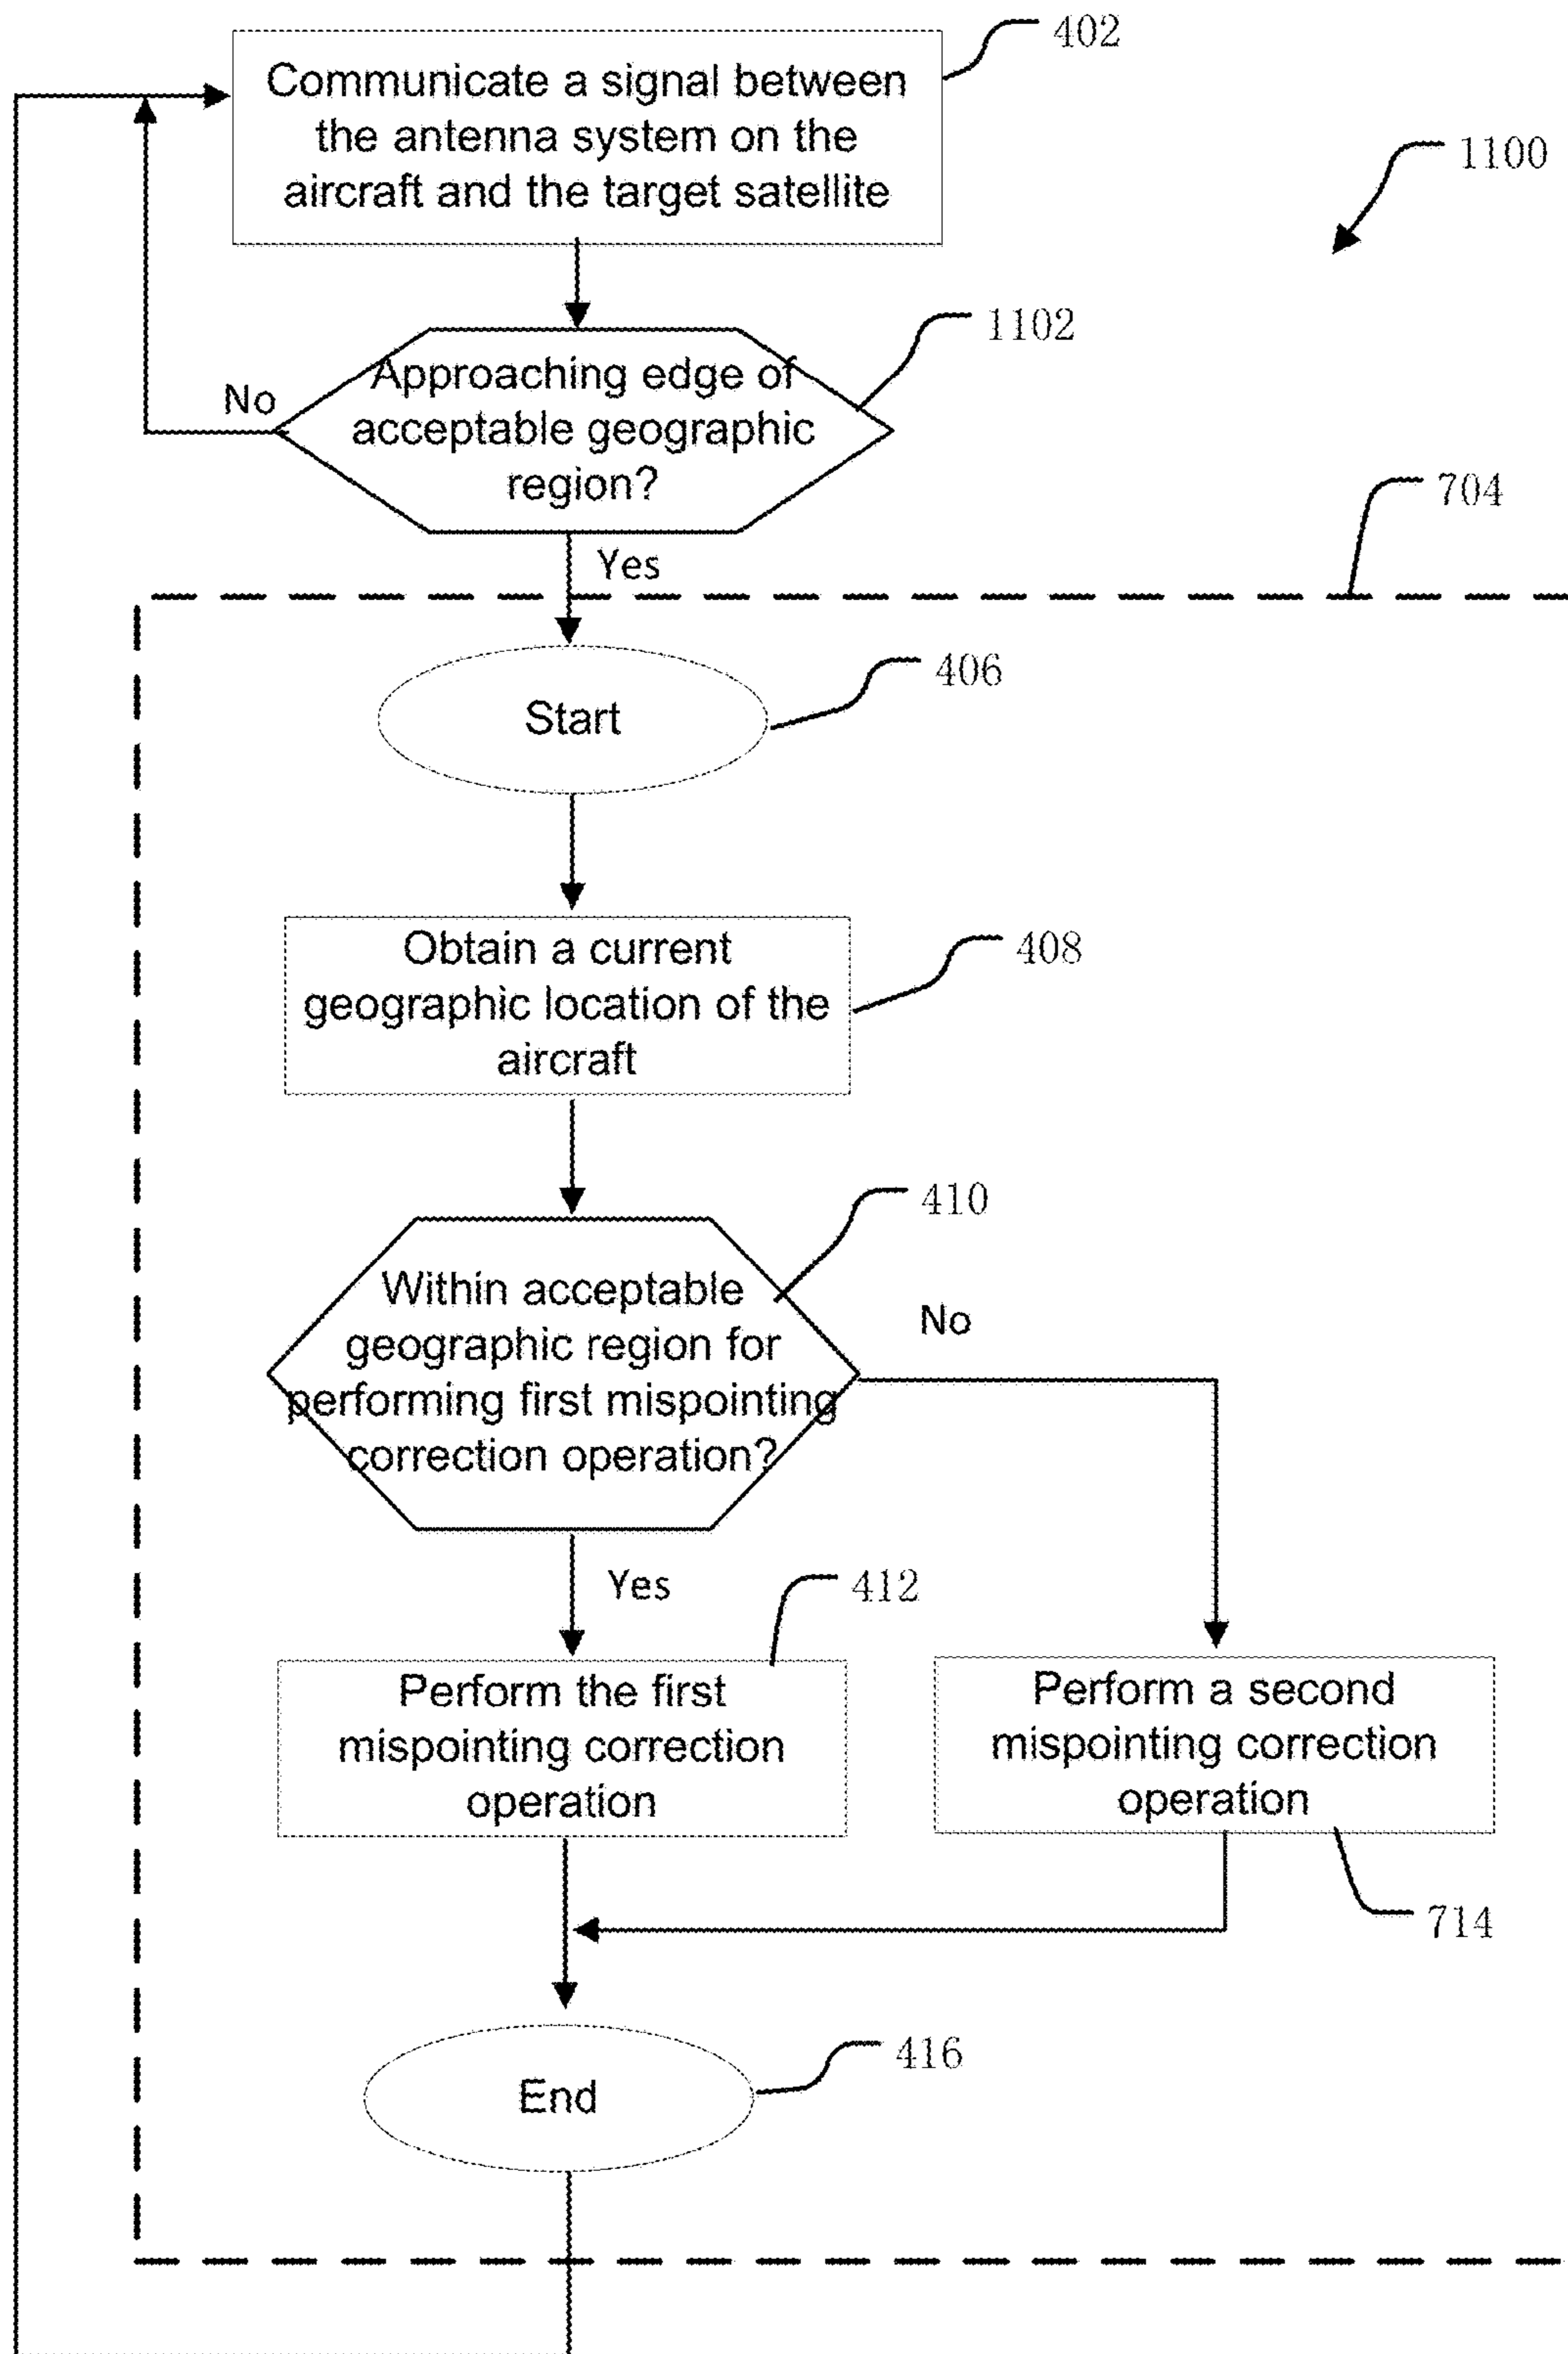 402
Communicate a signal between
the antenna system on the
aircraft and the target satellite
1100
1102
Approaching edge of
acceptable geographic
region?
No
704
Yes
406
Start
408
Obtain a current
geographic location of the
aircraft
410
Within acceptable
geographic region for
performing first mispointing
correction operation?
No
Yes
412
Perform the first
mispointing correction
operation
Perform a second
mispointing correction
operation
714
416
End